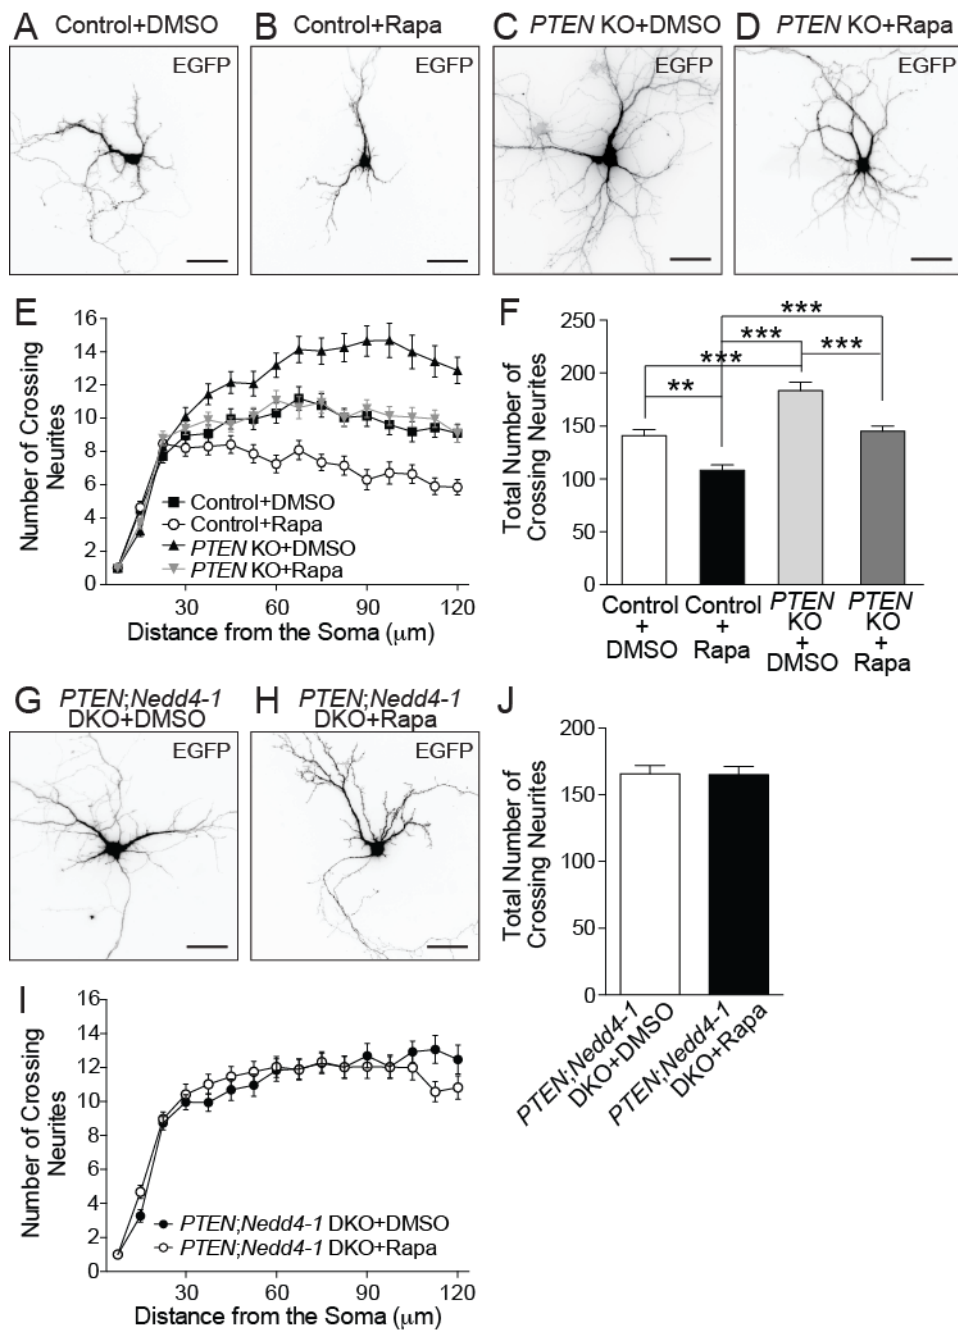 A Control+DMSO
B Control+Rapa
C PTEN KO+DMSO
D PTEN KO+Rapa
EGFP
EGFP
EGFP
EGFP
E
Number of Crossing
Neurites
16
14
12
10
8
6
4
2
0
Control+DMSO
Control+Rapa
PTEN KO+DMSO
PTEN KO+Rapa
30 60 90 120
Distance from the Soma (μm)
F
Total Number of
Crossing Neurites
250
200
150
100
50
0
***
***
***
***
**
Control
+
DMSO
Control
+
Rapa
PTEN
KO
+
DMSO
PTEN
KO
+
Rapa
G PTEN;Nedd4-1
DKO+DMSO
EGFP
H PTEN;Nedd4-1
DKO+Rapa
EGFP
J
Total Number of
Crossing Neurites
200
150
100
50
0
PTEN;Nedd4-1
DKO+DMSO
PTEN;Nedd4-1
DKO+Rapa
I
Number of Crossing
Neurites
16
14
12
10
8
6
4
2
0
PTEN;Nedd4-1 DKO+DMSO
PTEN;Nedd4-1 DKO+Rapa
30 60 90 120
Distance from the Soma (μm)